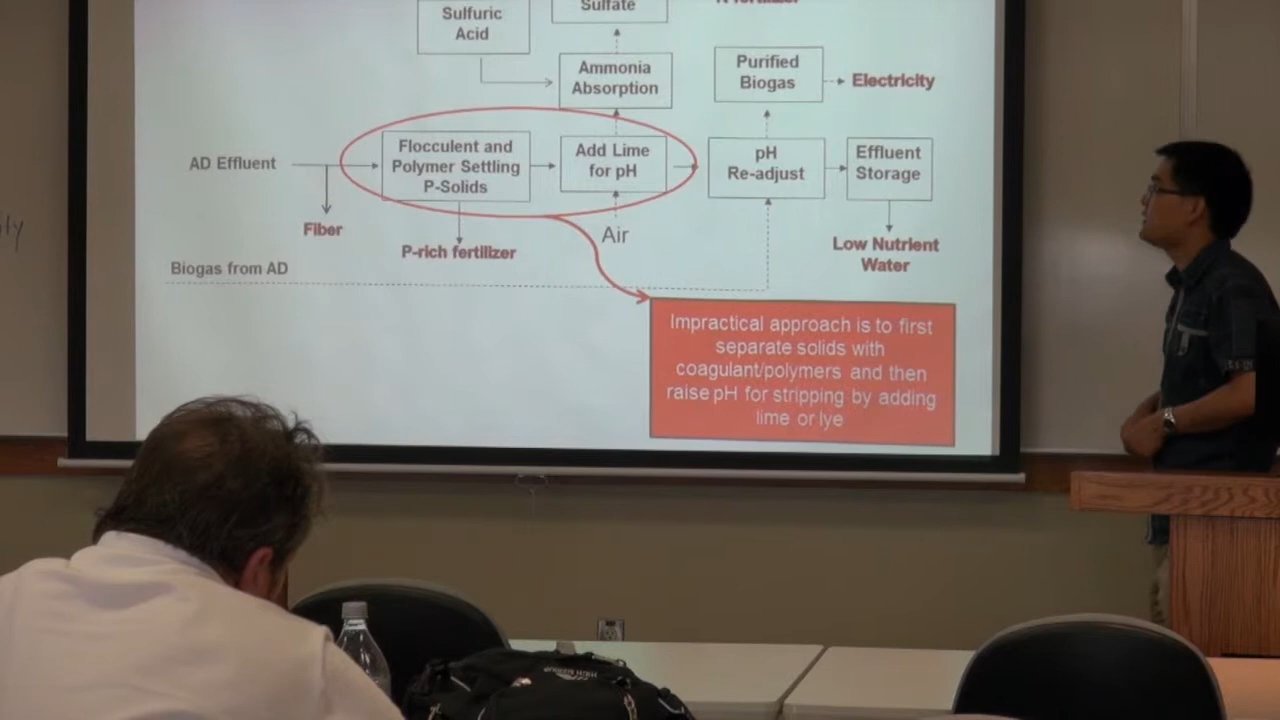 Sulfuric
Acid
Sulfate
Ammonia
Absorption
Purified
Biogas
Electricity
AD Effluent
Flocculent and
Polymer Settling
P-Solids
Add Lime
for pH
pH
Re-adjust
Effluent
Storage
Fiber
P-rich fertilizer
Air
Low Nutrient
Water
Biogas from AD
Impractical approach is to first
separate solids with
coagulant/polymers and then
raise pH for stripping by adding
lime or lye